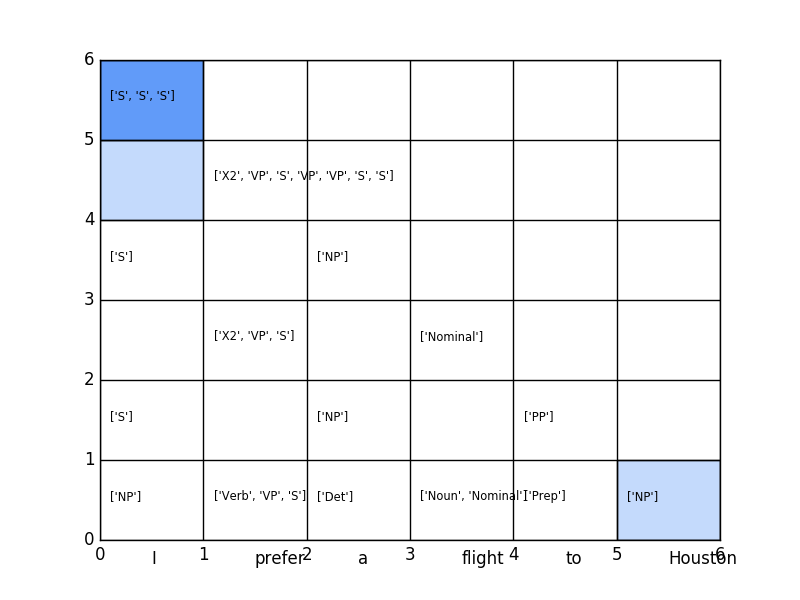 6
['S', 'S', 'S']
5
['X2', 'VP', 'S', 'VP', 'VP', 'S', 'S']
4
['S'] ['NP']
3
['X2', 'VP', 'S'] ['Nominal']
2
['S'] ['NP'] ['PP']
1
['NP'] ['Verb', 'VP', 'S'] ['Det'] ['Noun', 'Nominal'] ['Prep'] ['NP']
0
0 1 2 3 4 5 6
I prefer a flight to Houston